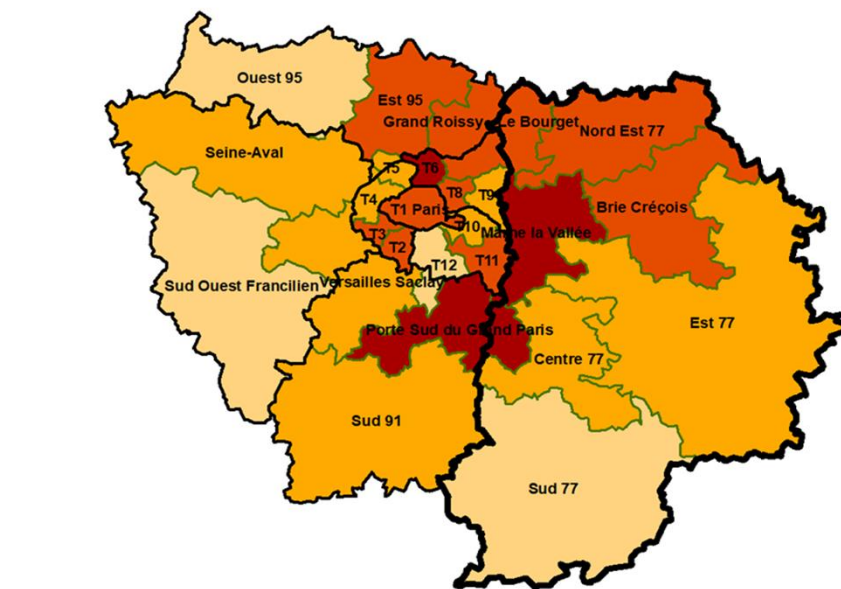 Ouest 95
Est 95
Grand Roissy - Le Bourget
Nord Est 77
Seine-Aval
T5
T6
T4
T8
T9
T1 Paris
Brie Créçois
T10
T3
T2
Marne la Vallée
T11
T12
Sud Ouest Francilien
Versailles Saclay
Porte Sud du Grand Paris
Est 77
Centre 77
Sud 91
Sud 77